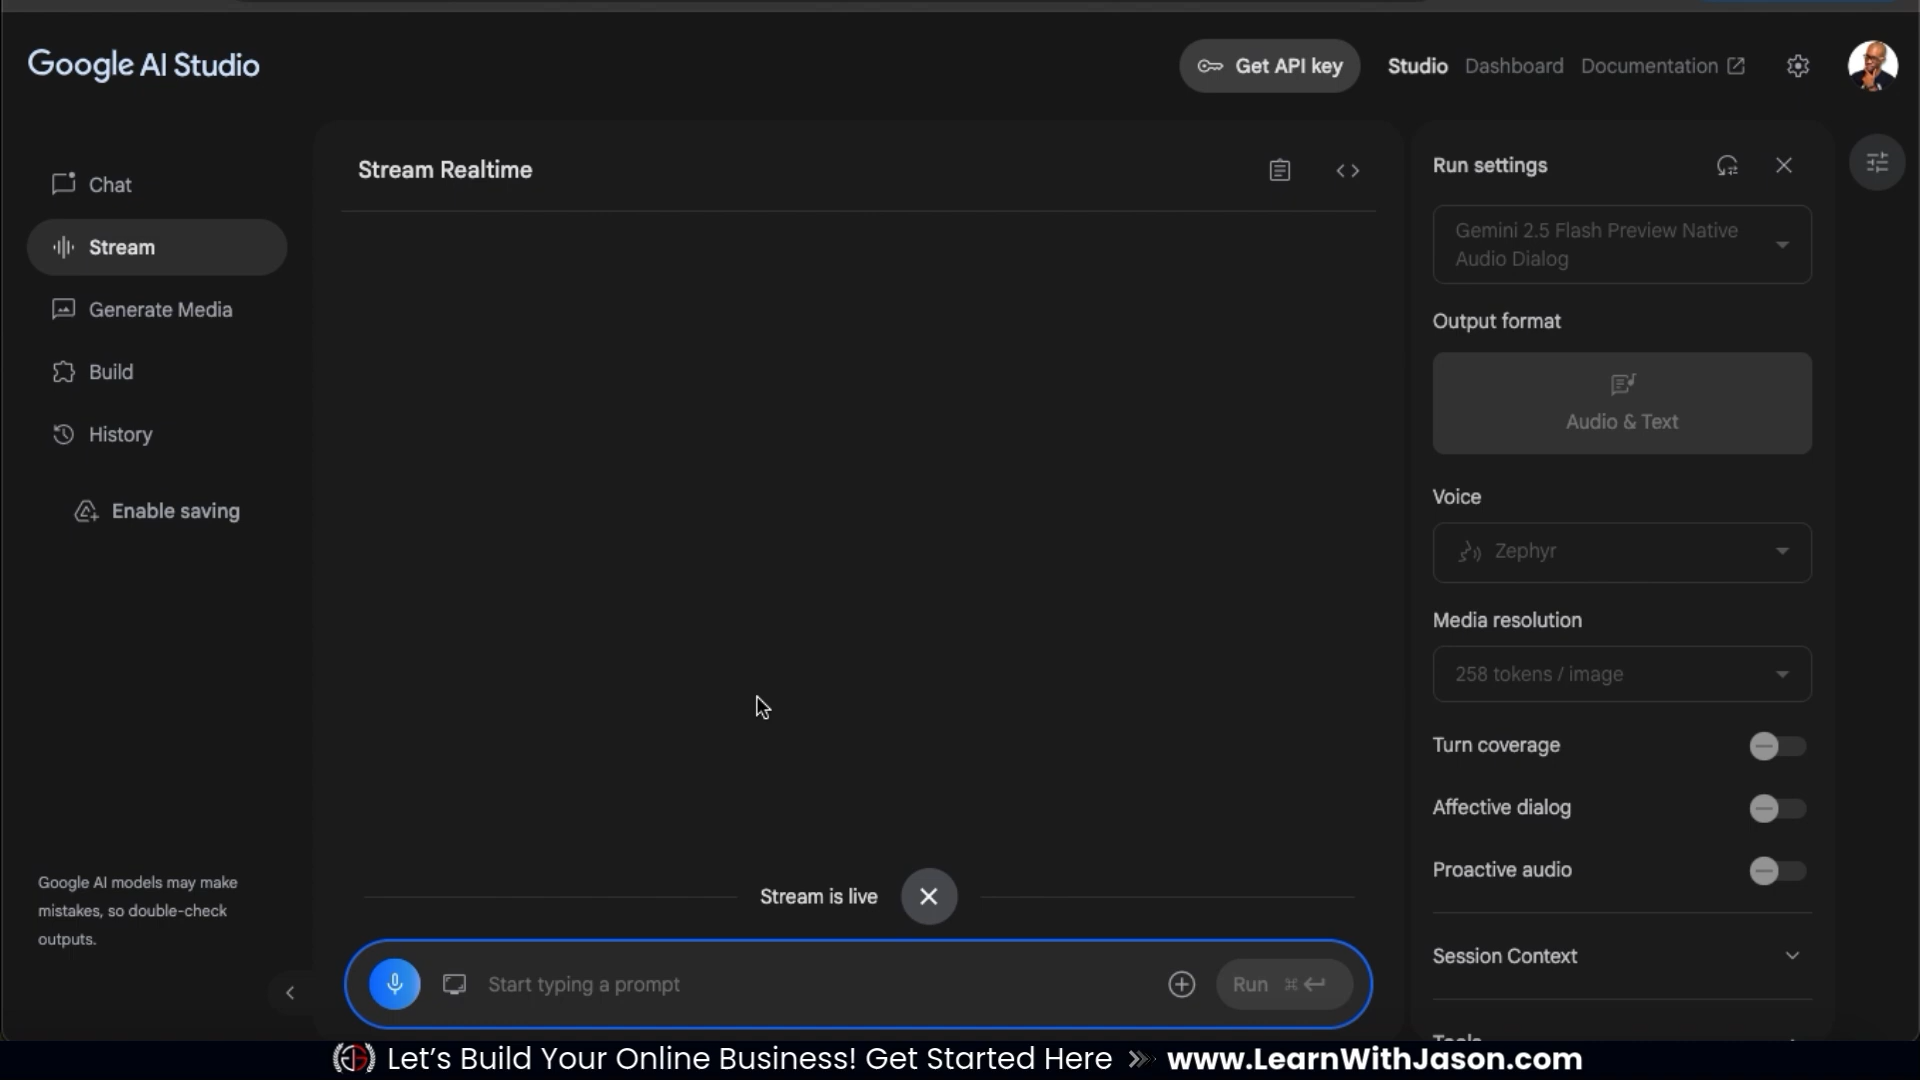 Google AI Studio
Get API key
Studio
Dashboard
Documentation
Chat
Stream
Generate Media
Build
History
Enable saving
Google AI models may make
mistakes, so double-check
outputs.
Stream Realtime
Stream is live
Start typing a prompt
Run ⌘
Run settings
Gemini 2.5 Flash Preview Native
Audio Dialog
Output format
Audio & Text
Voice
Zephyr
Media resolution
258 tokens / image
Turn coverage
Affective dialog
Proactive audio
Session Context
Tools
Let's Build Your Online Business! Get Started Here www.LearnWithJason.com